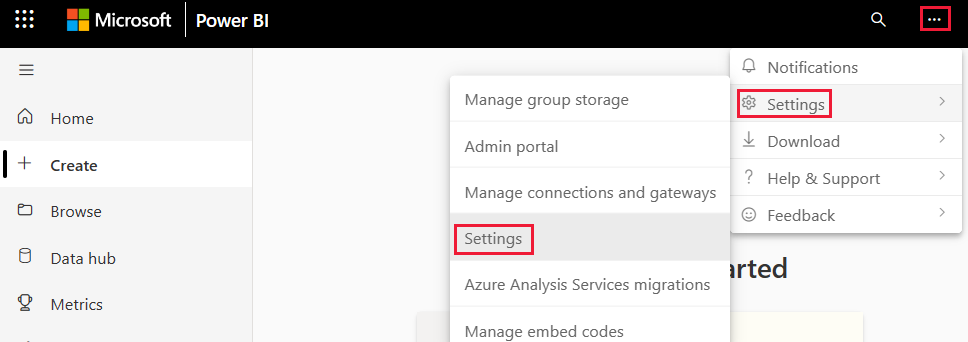 Microsoft Power BI
...
Home
Create
Browse
Data hub
Metrics
Manage group storage
Admin portal
Manage connections and gateways
Settings
Azure Analysis Services migrations
Manage embed codes
Notifications
Settings
Download
Help & Support
Feedback
arted